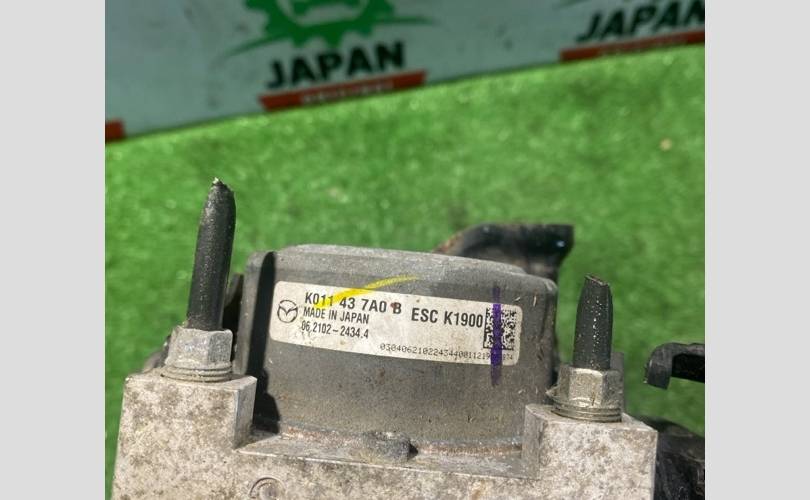 JAPAN
JAPAN
K011 43 7A0 B ESC K1900
MADE IN JAPAN
06.2102-2434.4